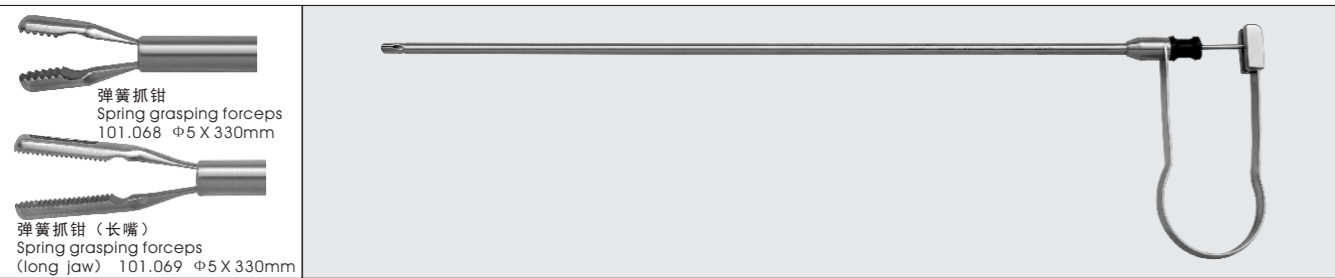 弹簧抓钳
Spring grasping forceps
101.068 Φ5 X 330mm
弹簧抓钳（长嘴）
Spring grasping forceps
(long jaw) 101.069 Φ5 X 330mm